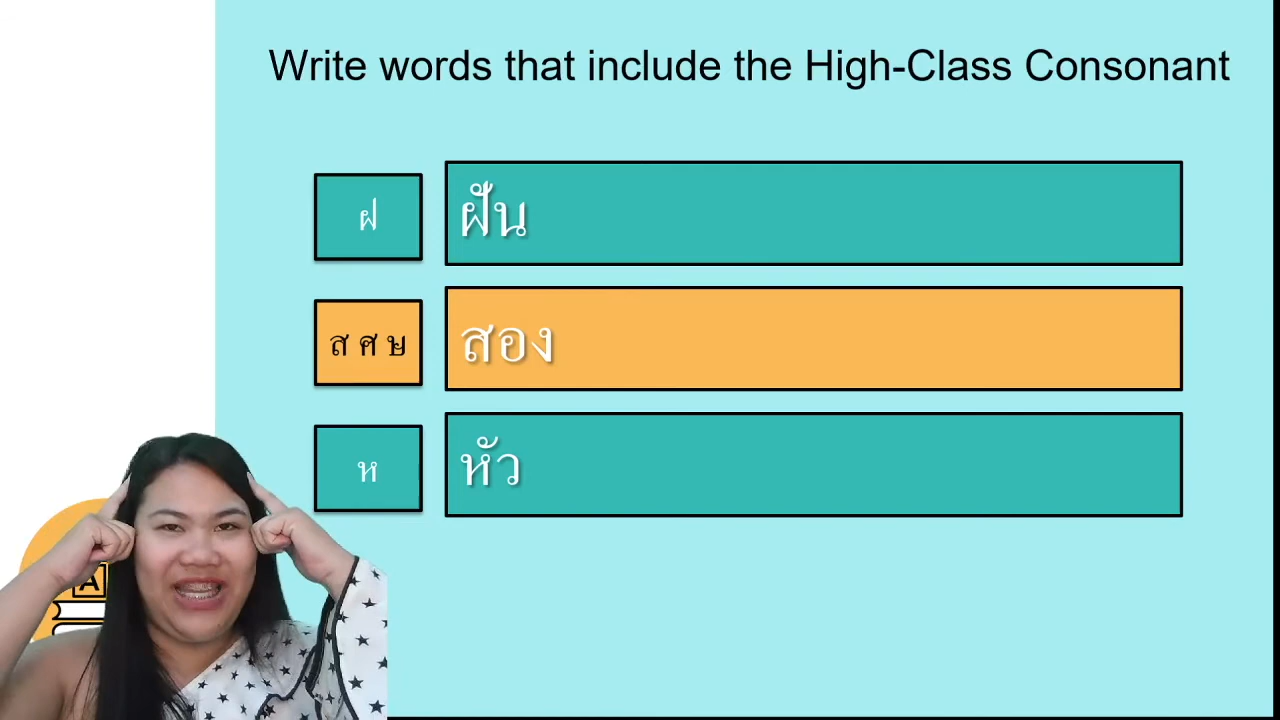 Write words that include the High-Class Consonant
ฝ
ฝัน
ส ศ ษ
สอง
ห
หัว
A